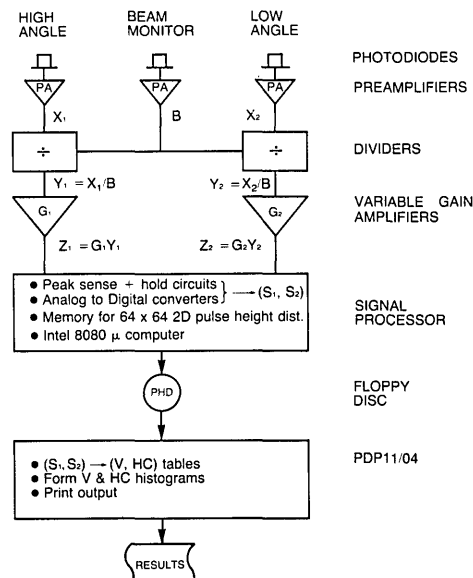 HIGH ANGLE
BEAM MONITOR
LOW ANGLE
PHOTODIODES
PA
PA
PA
PREAMPLIFIERS
X₁
B
X₂
÷
÷
DIVIDERS
Y₁ = X₁/B
Y₂ = X₂/B
G₁
G₂
VARIABLE GAIN AMPLIFIERS
Z₁ = G₁Y₁
Z₂ = G₂Y₂
• Peak sense + hold circuits
• Analog to Digital converters } → (S₁, S₂)
• Memory for 64 x 64 2D pulse height dist.
• Intel 8080 µ computer
SIGNAL PROCESSOR
PHD
FLOPPY DISC
PDP11/04
• (S₁, S₂) → (V, HC) tables
• Form V & HC histograms
• Print output
RESULTS